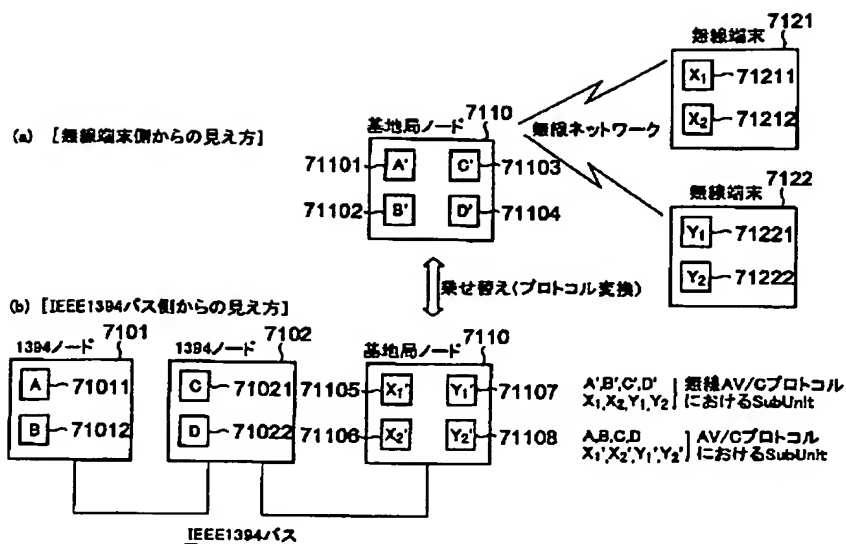 (a) [無線端末側からの見え方]
基地局ノード 7110
71101 A' C' 71103
71102 B' D' 71104
無線ネットワーク
無線端末 7121
X₁ 71211
X₂ 71212
無線端末 7122
Y₁ 71221
Y₂ 71222
乗せ替え(プロトコル変換)
(b) [IEEE1394バス側からの見え方]
1394ノード 7101
A 71011
B 71012
1394ノード 7102
C 71021
D 71022
基地局ノード 7110
71105 X₁' Y₁' 71107
71106 X₂' Y₂' 71108
A',B',C',D' 無線AV/Cプロトコル
X₁,X₂,Y₁,Y₂ におけるSubUnit
A,B,C,D AV/Cプロトコル
X₁',X₂',Y₁',Y₂' におけるSubUnit
IEEE1394バス